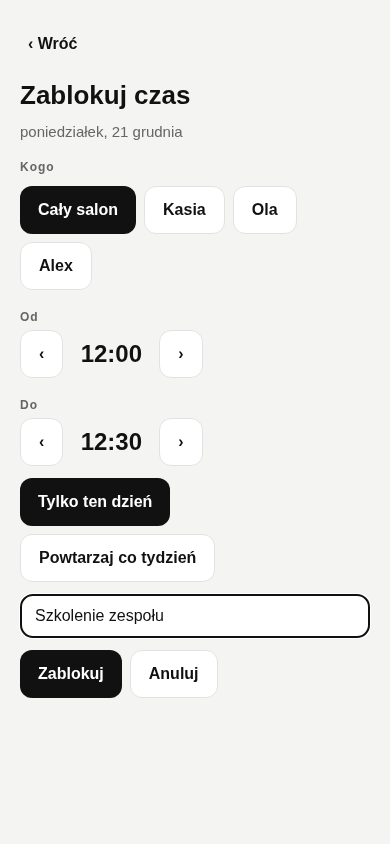 ‹ Wróć
Zablokuj czas
poniedziałek, 21 grudnia
Kogo
Cały salon Kasia Ola
Alex
Od
‹ 12:00 ›
Do
‹ 12:30 ›
Tylko ten dzień
Powtarzaj co tydzień
Szkolenie zespołu
Zablokuj Anuluj